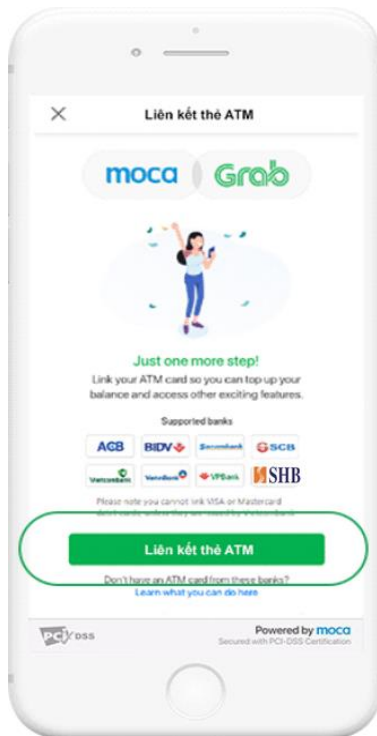 Liên kết thẻ ATM
moca Grab
Just one more step!
Link your ATM card so you can top-up your
balance and access other exciting features.
Supported banks
ACB BIDV Sacombank SCB
Vietcombank VietinBank VPBank SHB
Please note you cannot link VISA or Mastercard
Liên kết thẻ ATM
Don't have an ATM card from these banks?
Learn what you can do here
PCI DSS
Powered by moca
Secured with PCI-DSS Certification